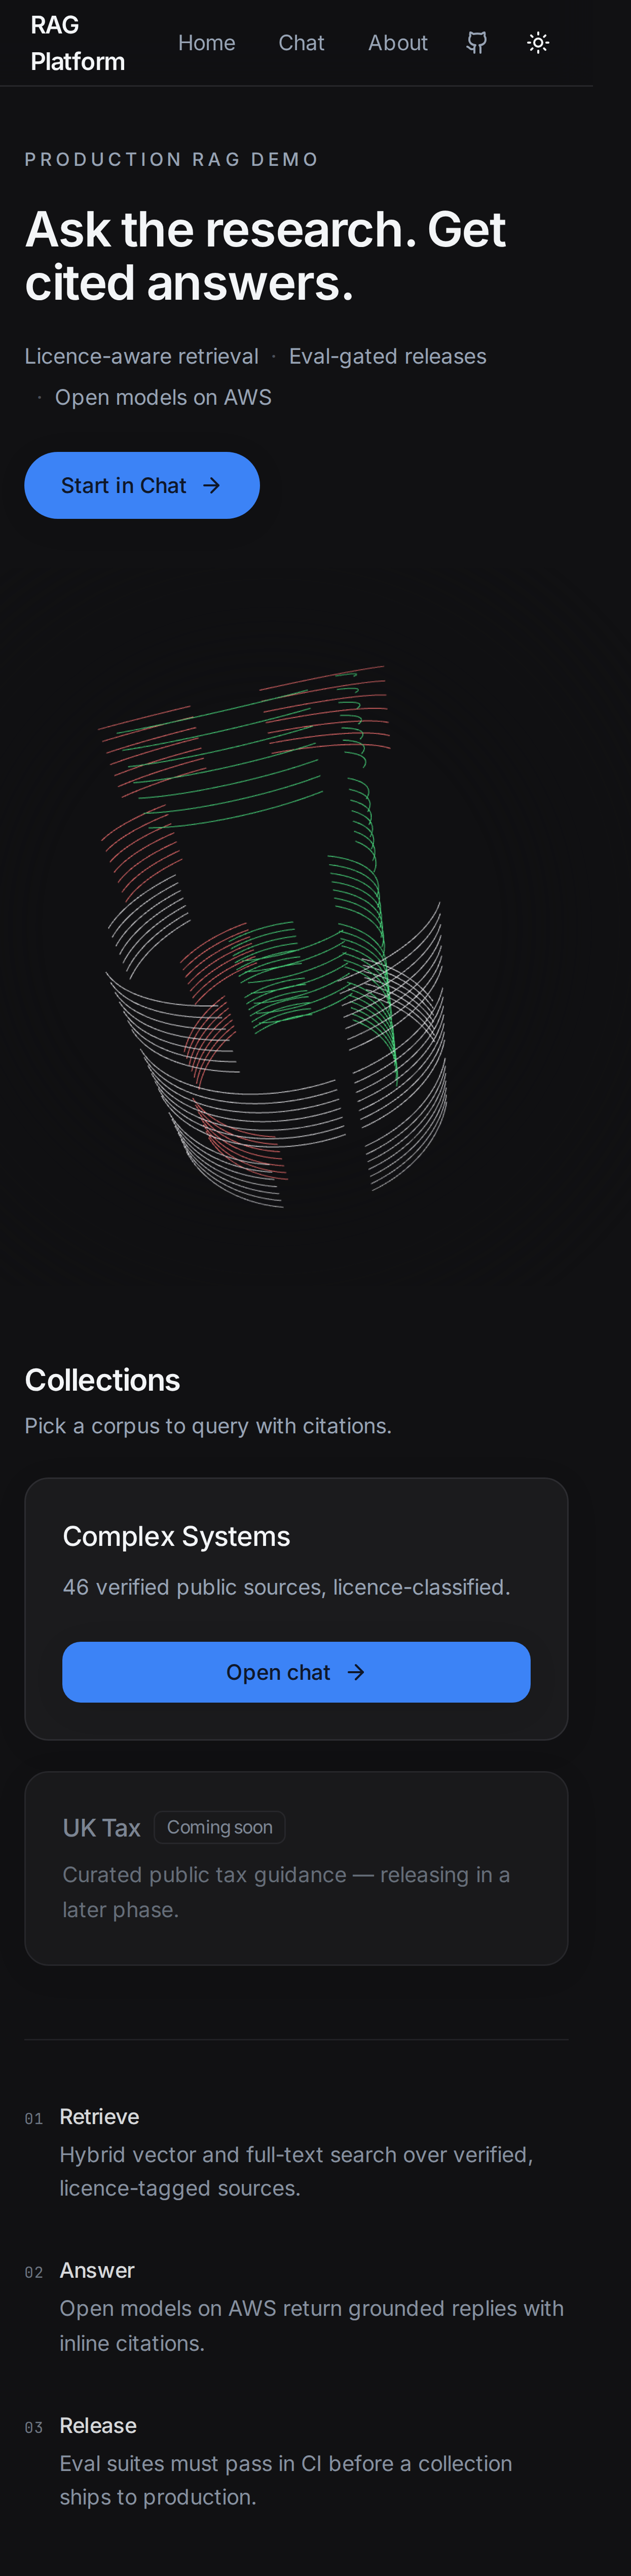 RAG
Platform
Home
Chat
About
PRODUCTION RAG DEMO
Ask the research. Get
cited answers.
Licence-aware retrieval · Eval-gated releases
· Open models on AWS
Start in Chat →
Collections
Pick a corpus to query with citations.
Complex Systems
46 verified public sources, licence-classified.
Open chat →
UK Tax Coming soon
Curated public tax guidance — releasing in a
later phase.
01 Retrieve
Hybrid vector and full-text search over verified,
licence-tagged sources.
02 Answer
Open models on AWS return grounded replies with
inline citations.
03 Release
Eval suites must pass in CI before a collection
ships to production.